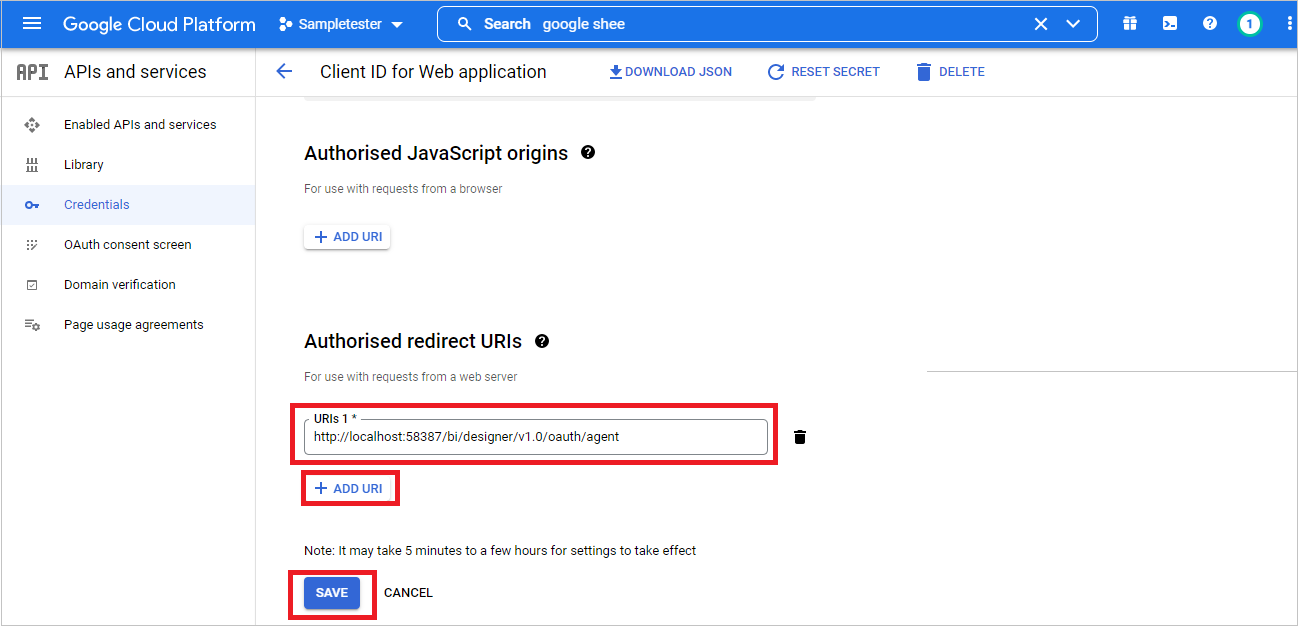 Google Cloud Platform
Sampletester
Search google shee
1
API APIs and services
Client ID for Web application
DOWNLOAD JSON
RESET SECRET
DELETE
Enabled APIs and services
Library
Credentials
OAuth consent screen
Domain verification
Page usage agreements
Authorised JavaScript origins
For use with requests from a browser
ADD URI
Authorised redirect URIs
For use with requests from a web server
URIs 1 *
http://localhost:58387/bi/designer/v1.0/oauth/agent
ADD URI
Note: It may take 5 minutes to a few hours for settings to take effect
SAVE
CANCEL